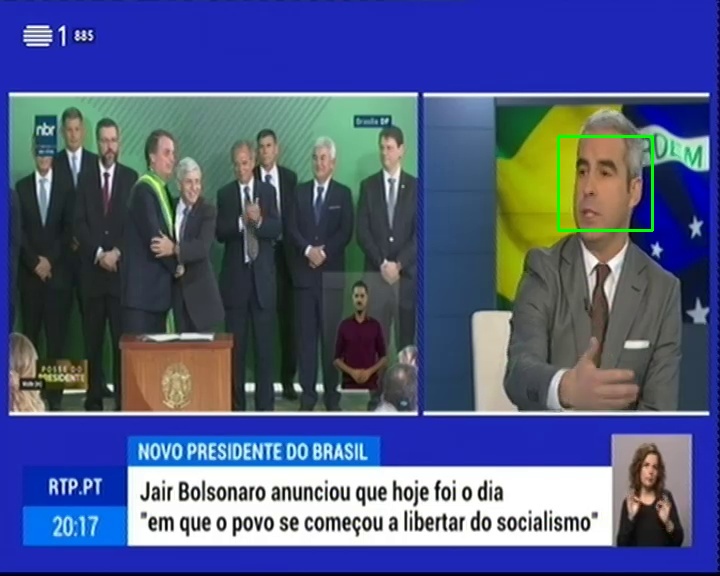 1 885
nbr
Brasília DF
DEM
POSSE DO
PRESIDENTE
NOVO PRESIDENTE DO BRASIL
RTP.PT
Jair Bolsonaro anunciou que hoje foi o dia
20:17
"em que o povo se começou a libertar do socialismo"